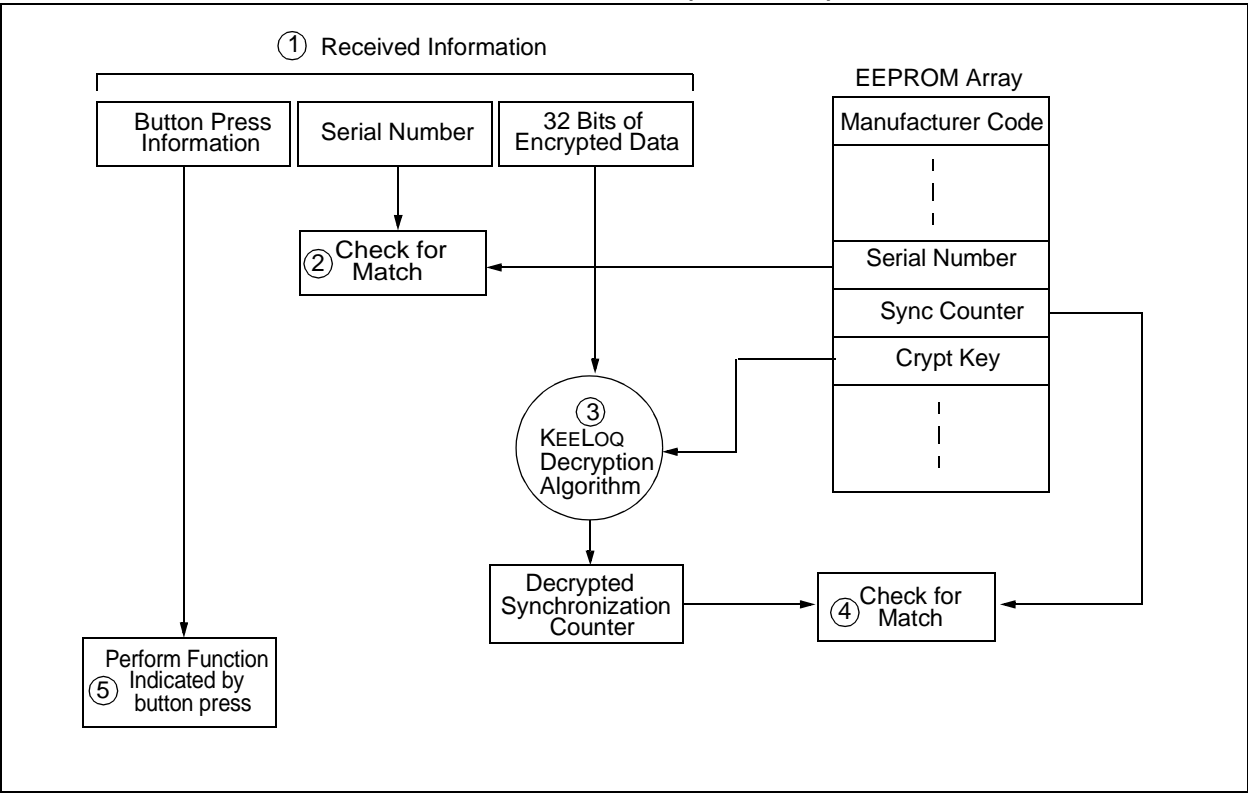 1 Received Information
EEPROM Array
Button Press
Information
Serial Number
32 Bits of
Encrypted Data
Manufacturer Code
2 Check for
Match
Serial Number
Sync Counter
Crypt Key
3
KEELOQ
Decryption
Algorithm
Decrypted
Synchronization
Counter
4 Check for
Match
Perform Function
5 Indicated by
button press